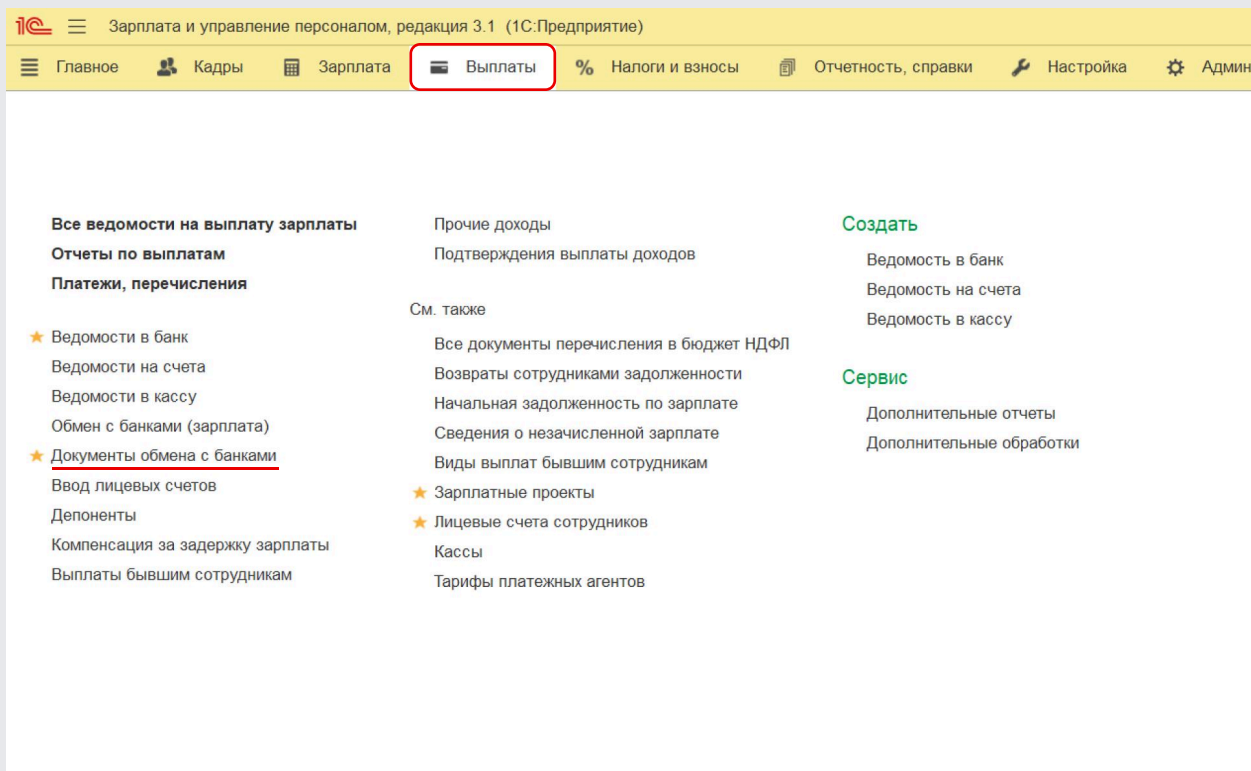 1С Зарплата и управление персоналом, редакция 3.1 (1С:Предприятие)
Главное Кадры Зарплата Выплаты % Налоги и взносы Отчетность, справки Настройка Админ
Все ведомости на выплату зарплаты
Отчеты по выплатам
Платежи, перечисления
Ведомости в банк
Ведомости на счета
Ведомости в кассу
Обмен с банками (зарплата)
Документы обмена с банками
Ввод лицевых счетов
Депоненты
Компенсация за задержку зарплаты
Выплаты бывшим сотрудникам
Прочие доходы
Подтверждения выплаты доходов
См. также
Все документы перечисления в бюджет НДФЛ
Возвраты сотрудниками задолженности
Начальная задолженность по зарплате
Сведения о незачисленной зарплате
Виды выплат бывшим сотрудникам
Зарплатные проекты
Лицевые счета сотрудников
Кассы
Тарифы платежных агентов
Создать
Ведомость в банк
Ведомость на счета
Ведомость в кассу
Сервис
Дополнительные отчеты
Дополнительные обработки